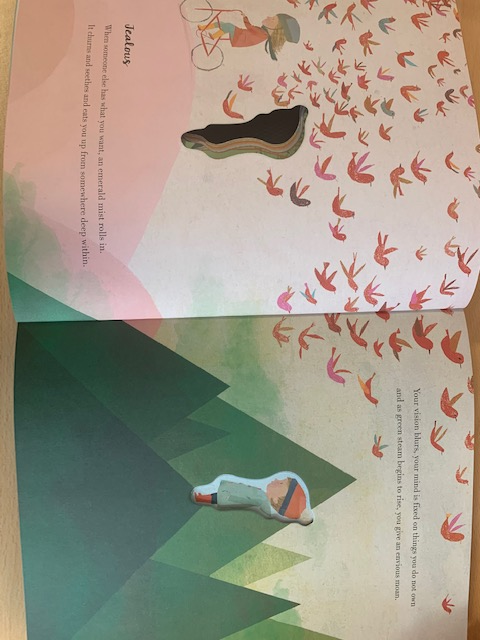 Jealous
When someone else has what you want, an emerald mist rolls in.
It churns and seethes and eats you up from somewhere deep within.
Your vision blurs, your mind is fixed on things you do not own
and as green steam begins to rise, you give an envious moan.